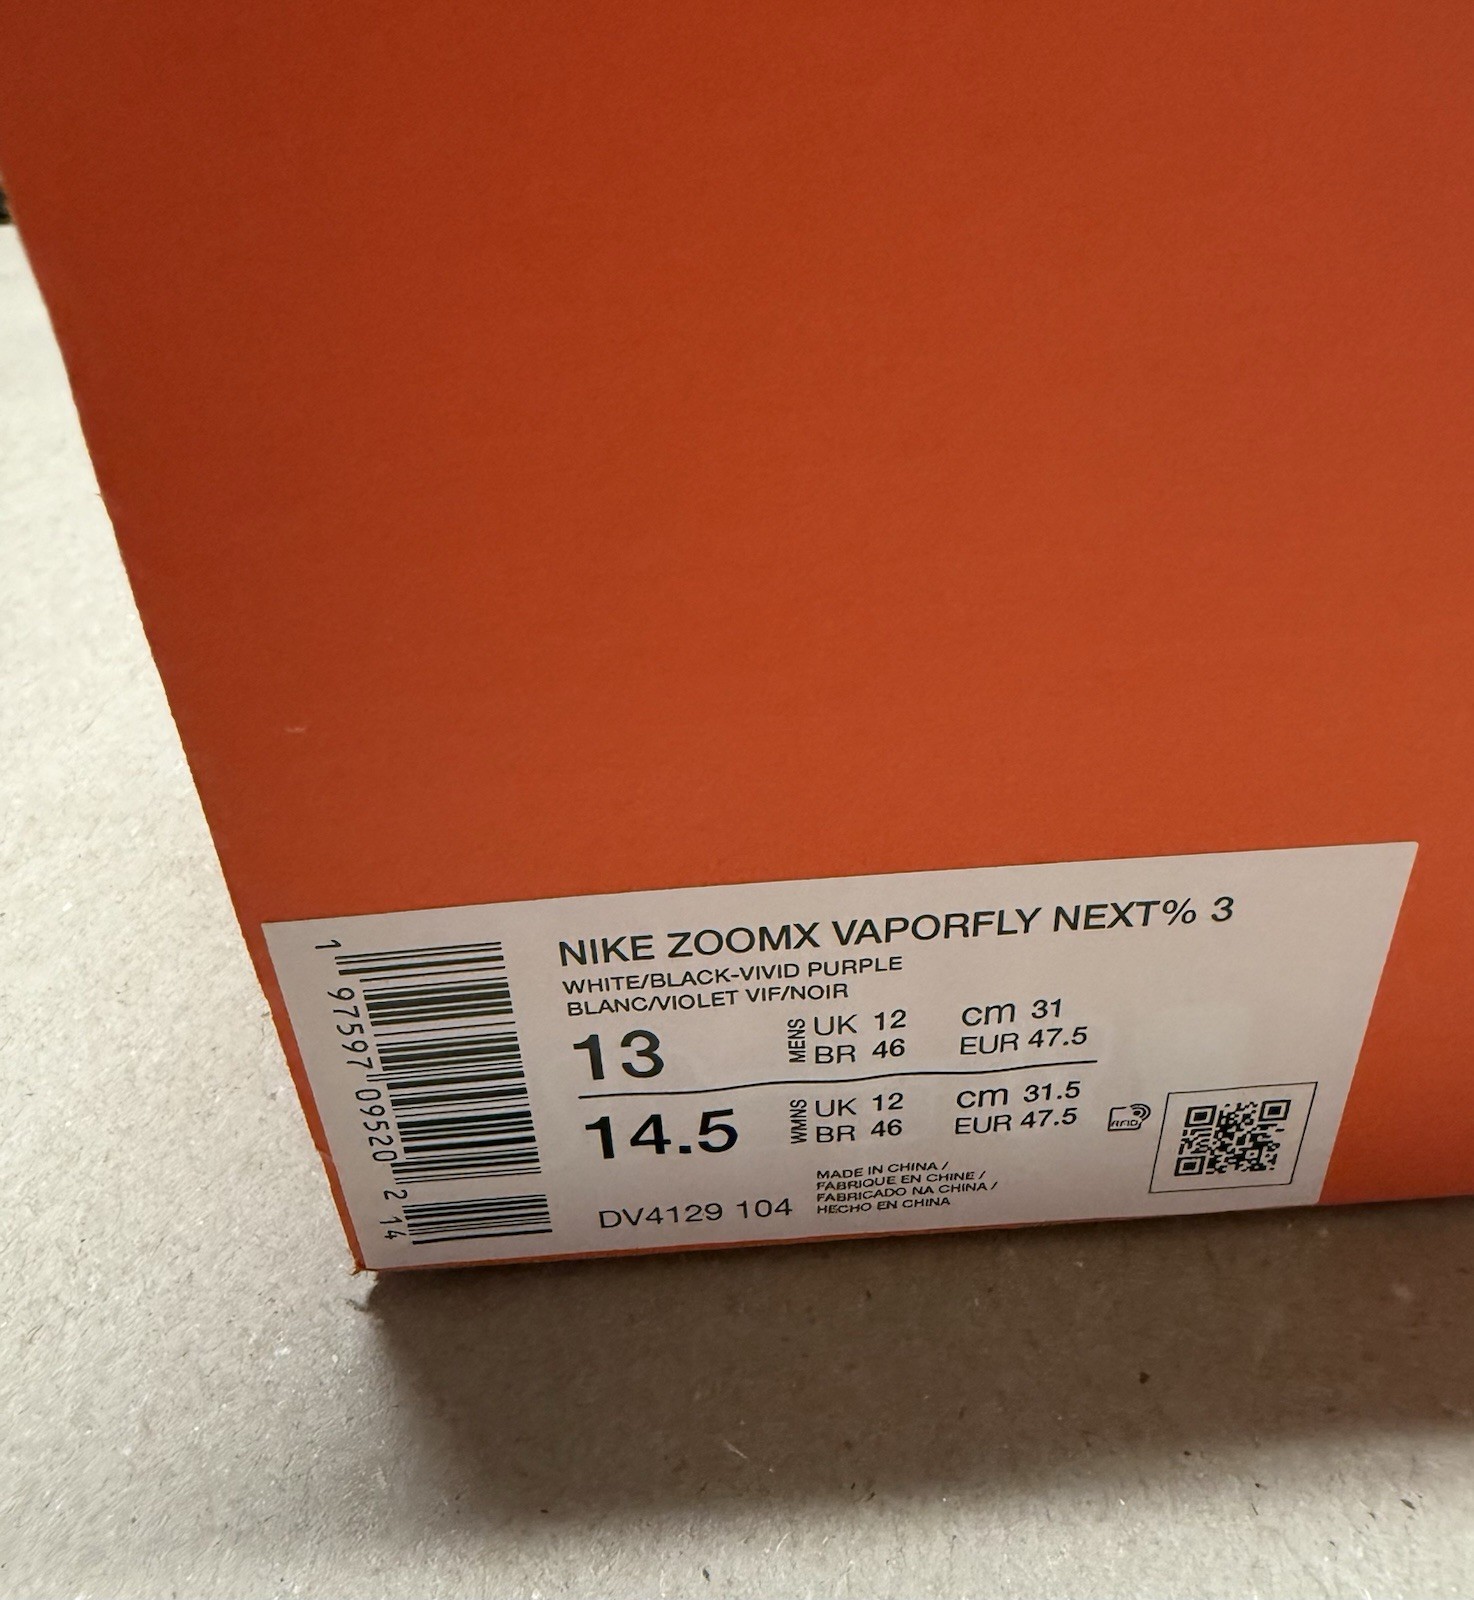 NIKE ZOOMX VAPORFLY NEXT% 3
WHITE/BLACK-VIVID PURPLE
BLANC/VIOLET VIF/NOIR
13 MENS UK 12 cm 31
BR 46 EUR 47.5
14.5 WMNS UK 12 cm 31.5
BR 46 EUR 47.5
RFID
DV4129 104
MADE IN CHINA /
FABRIQUE EN CHINE /
FABRICADO NA CHINA /
HECHO EN CHINA
1 97597 09520 2 14